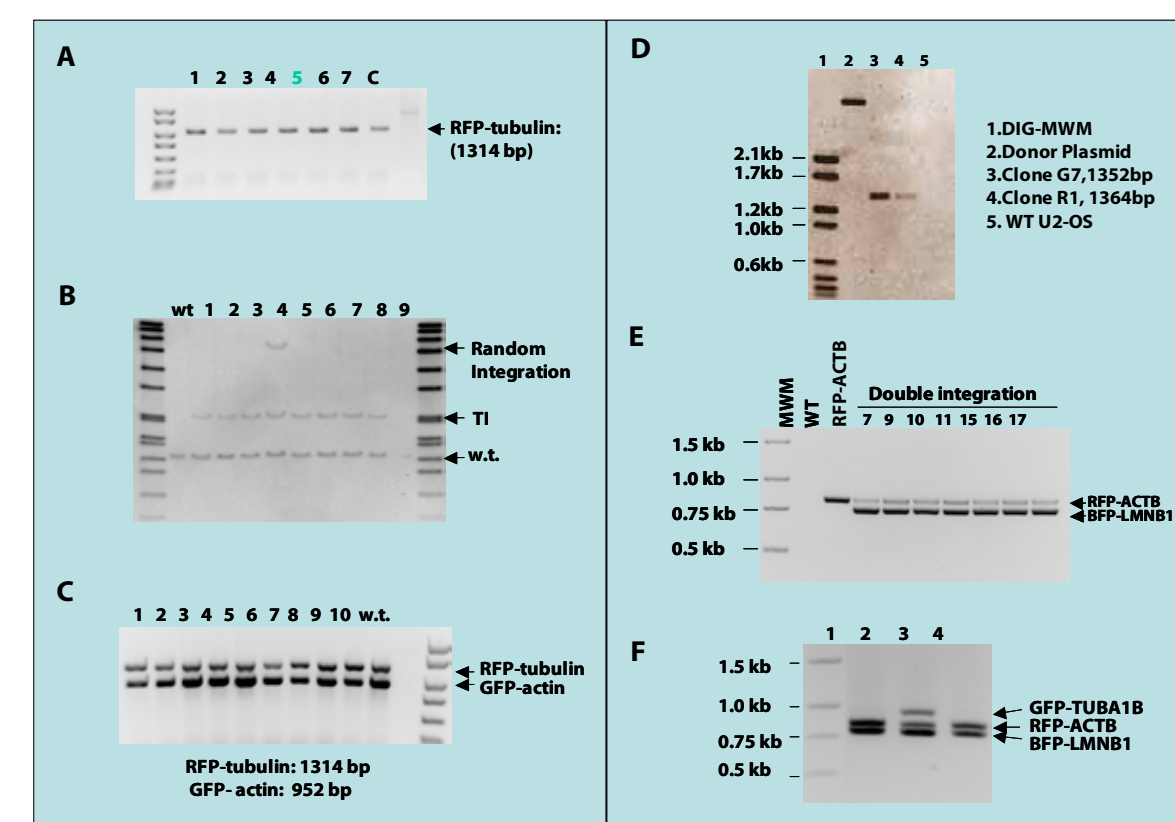 A
1 2 3 4 5 6 7 C
RFP-tubulin:
(1314 bp)
B
wt 1 2 3 4 5 6 7 8 9
Random
Integration
TI
w.t.
C
1 2 3 4 5 6 7 8 9 10 w.t.
RFP-tubulin
GFP-actin
RFP-tubulin: 1314 bp
GFP- actin: 952 bp
D
1 2 3 4 5
2.1kb
1.7kb
1.2kb
1.0kb
0.6kb
1.DIG-MWM
2.Donor Plasmid
3.Clone G7,1352bp
4.Clone R1, 1364bp
5. WT U2-OS
E
MWM
WT
RFP-ACTB
Double integration
7 9 10 11 15 16 17
1.5 kb
1.0 kb
0.75 kb
0.5 kb
RFP-ACTB
BFP-LMNB1
F
1 2 3 4
1.5 kb
1.0 kb
0.75 kb
0.5 kb
GFP-TUBA1B
RFP-ACTB
BFP-LMNB1